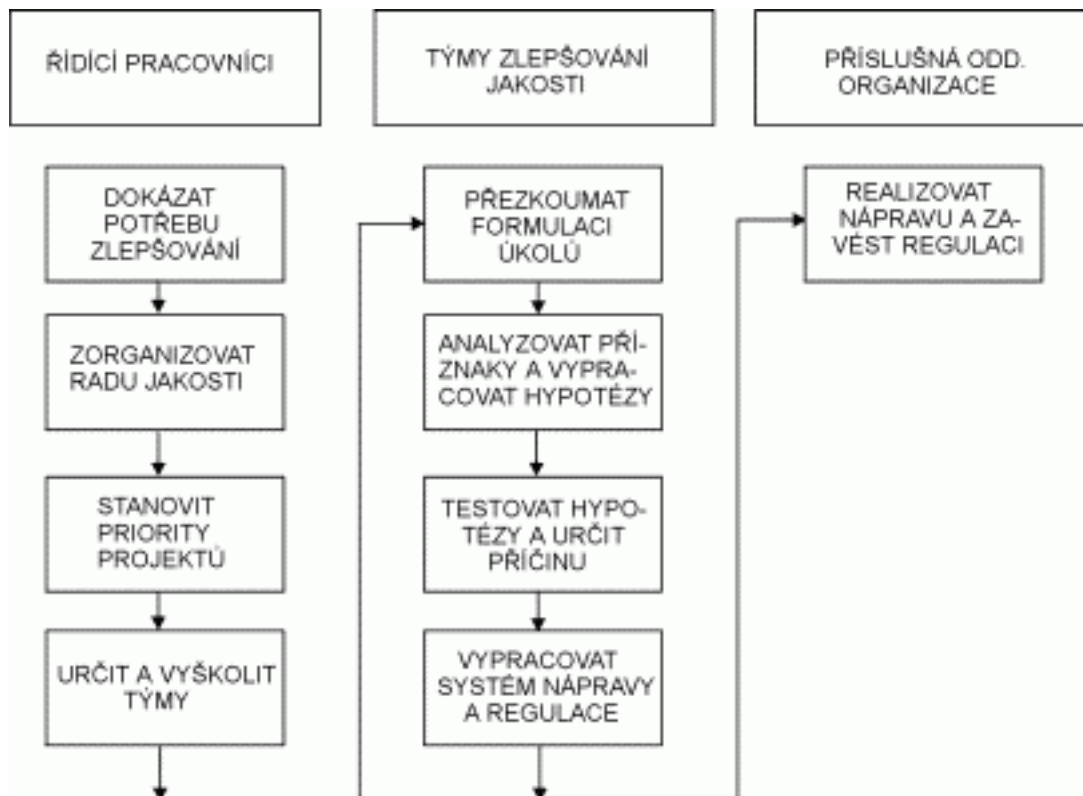 ŘÍDÍCÍ PRACOVNÍCI
TÝMY ZLEPŠOVÁNÍ
JAKOSTI
PŘÍSLUŠNÁ ODD.
ORGANIZACE
DOKÁZAT
POTŘEBU
ZLEPŠOVÁNÍ
ZORGANIZOVAT
RADU JAKOSTI
STANOVIT
PRIORITY
PROJEKTŮ
URČIT A VYŠKOLIT
TÝMY
PŘEZKOUMAT
FORMULACI
ÚKOLŮ
ANALYZOVAT PŘÍ-
ZNAKY A VYPRA-
COVAT HYPOTÉZY
TESTOVAT HYPO-
TÉZY A URČIT
PŘÍČINU
VYPRACOVAT
SYSTÉM NÁPRAVY
A REGULACE
REALIZOVAT
NÁPRAVU A ZA-
VÉST REGULACI